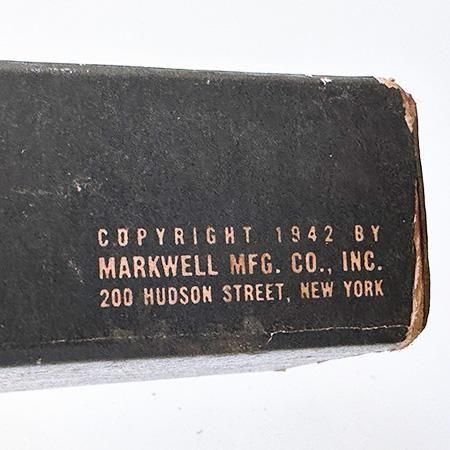 COPYRIGHT 1942 BY
MARKWELL MFG. CO., INC.
200 HUDSON STREET, NEW YORK